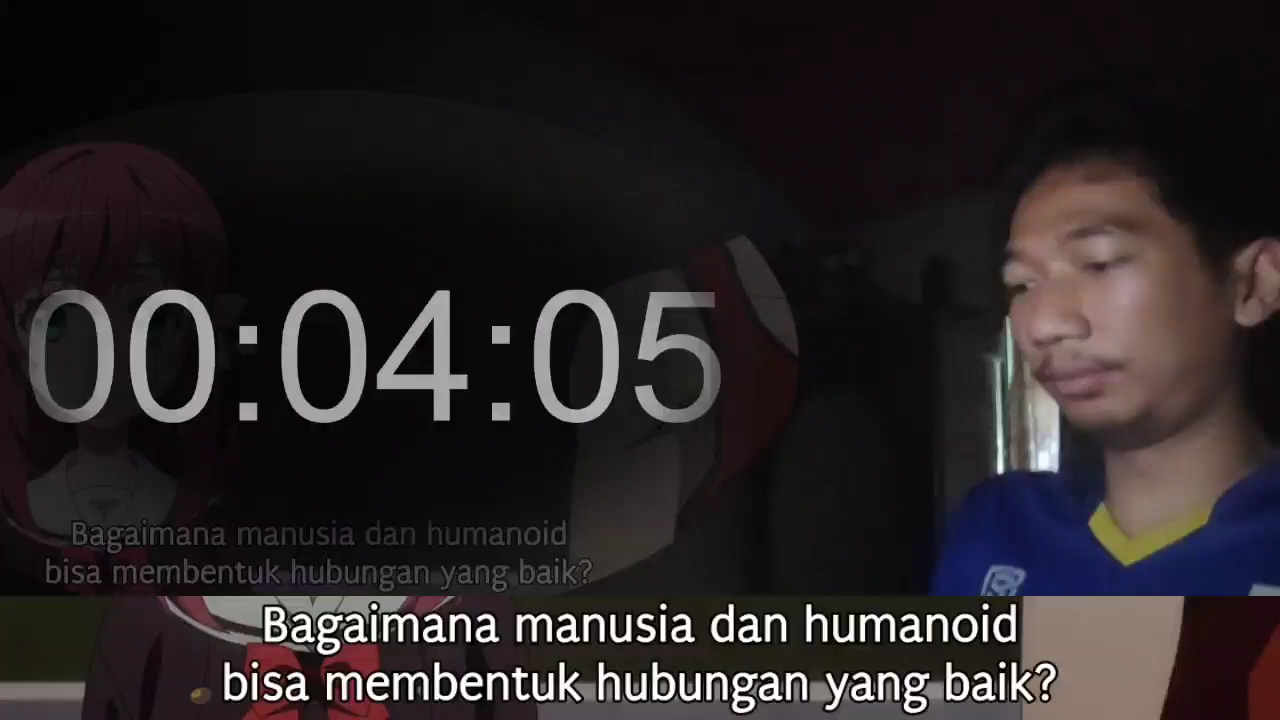 00:04:05
Bagaimana manusia dan humanoid
bisa membentuk hubungan yang baik?
Bagaimana manusia dan humanoid
bisa membentuk hubungan yang baik?